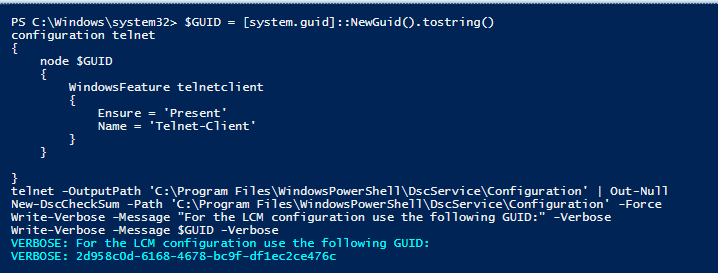 PS C:\Windows\system32> $GUID = [system.guid]::NewGuid().tostring()
configuration telnet
{
    node $GUID
    {
        WindowsFeature telnetclient
        {
            Ensure = 'Present'
            Name = 'Telnet-Client'
        }
    }

}
telnet -OutputPath 'C:\Program Files\WindowsPowerShell\DscService\Configuration' | Out-Null
New-DscCheckSum -Path 'C:\Program Files\WindowsPowerShell\DscService\Configuration' -Force
Write-Verbose -Message "For the LCM configuration use the following GUID:" -Verbose
Write-Verbose -Message $GUID -Verbose
VERBOSE: For the LCM configuration use the following GUID:
VERBOSE: 2d958c0d-6168-4678-bc9f-df1ec2ce476c